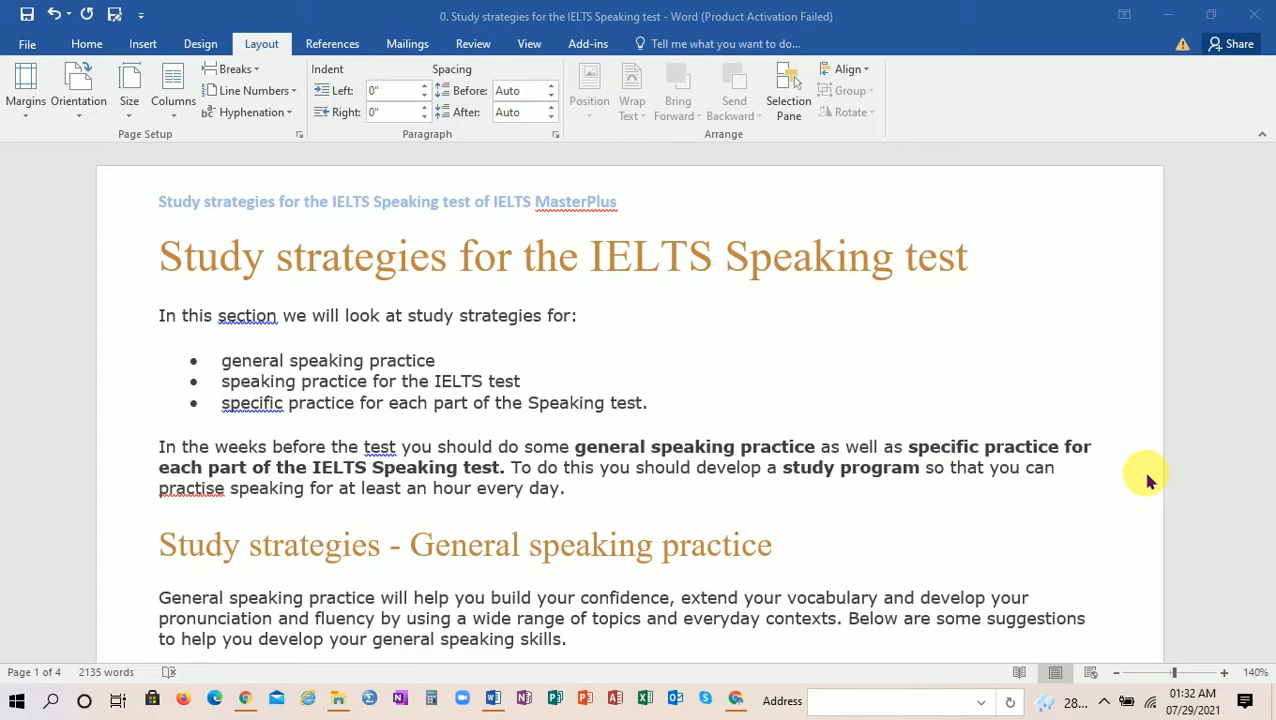 0. Study strategies for the IELTS Speaking test - Word (Product Activation Failed)
File Home Insert Design Layout References Mailings Review View Add-ins Tell me what you want to do... Share
Margins Orientation Size Columns Breaks Line Numbers Hyphenation
Page Setup
Indent Spacing
Left: 0" Before: Auto
Right: 0" After: Auto
Paragraph
Position Wrap Text Bring Forward Send Backward Selection Pane Align Group Rotate
Arrange
Study strategies for the IELTS Speaking test of IELTS MasterPlus
Study strategies for the IELTS Speaking test
In this section we will look at study strategies for:
• general speaking practice
• speaking practice for the IELTS test
• specific practice for each part of the Speaking test.
In the weeks before the test you should do some general speaking practice as well as specific practice for
each part of the IELTS Speaking test. To do this you should develop a study program so that you can
practise speaking for at least an hour every day.
Study strategies - General speaking practice
General speaking practice will help you build your confidence, extend your vocabulary and develop your
pronunciation and fluency by using a wide range of topics and everyday contexts. Below are some suggestions
to help you develop your general speaking skills.
Page 1 of 4 2135 words 140%
Address 28... 01:32 AM
07/29/2021